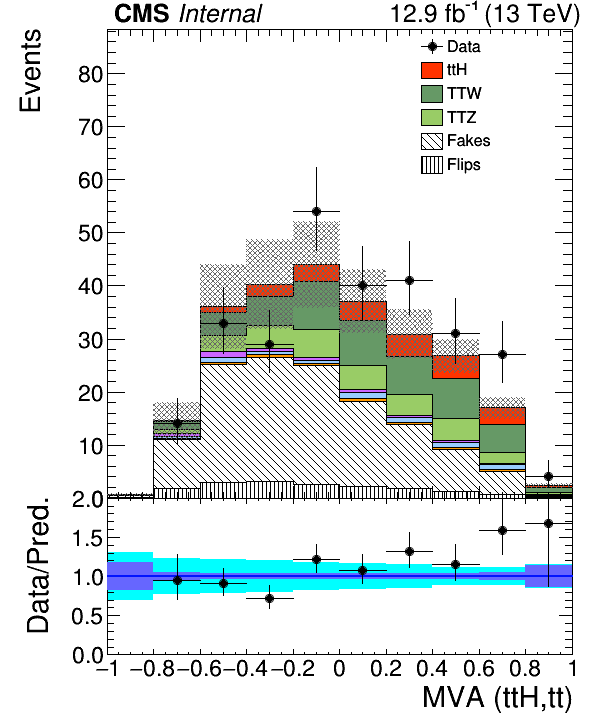 CMS Internal 12.9 fb⁻¹ (13 TeV)
Events
80
70
60
50
40
30
20
10
Data
ttH
TTW
TTZ
Fakes
Flips
Data/Pred.
2.0
1.5
1.0
0.5
0.0
−1 −0.8 −0.6 −0.4 −0.2 0 0.2 0.4 0.6 0.8 1
MVA (ttH,tt)